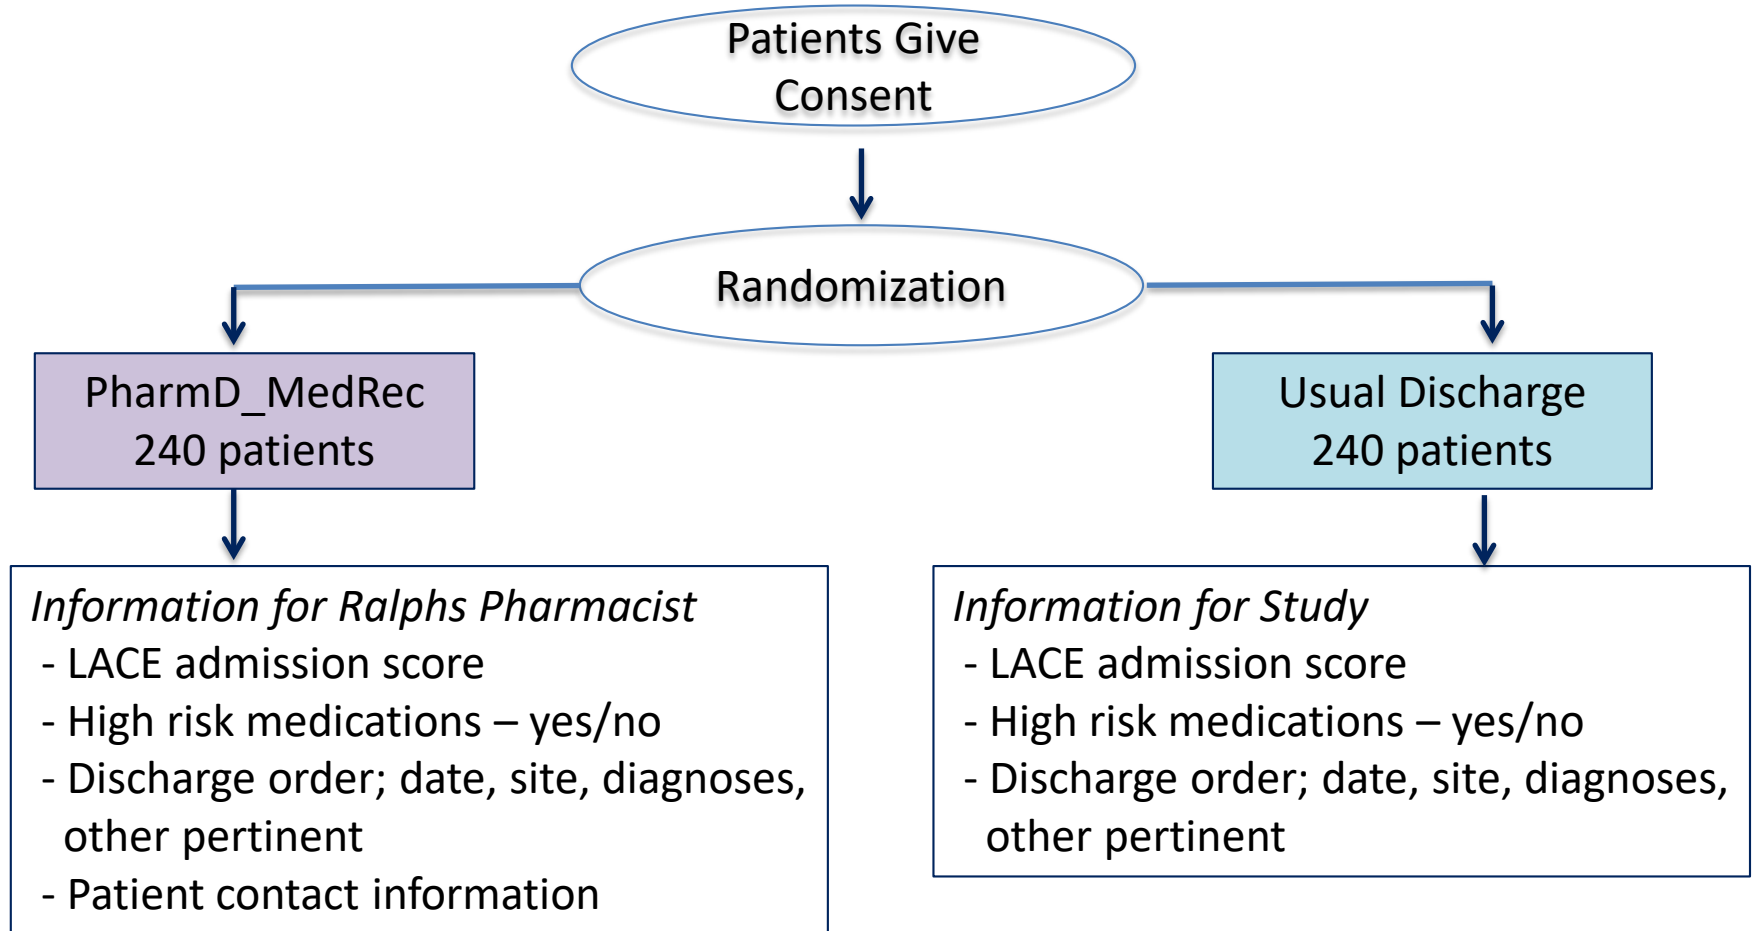 Patients Give
Consent
Randomization
PharmD_MedRec
240 patients
Usual Discharge
240 patients
Information for Ralphs Pharmacist
- LACE admission score
- High risk medications – yes/no
- Discharge order; date, site, diagnoses,
other pertinent
- Patient contact information
Information for Study
- LACE admission score
- High risk medications – yes/no
- Discharge order; date, site, diagnoses,
other pertinent